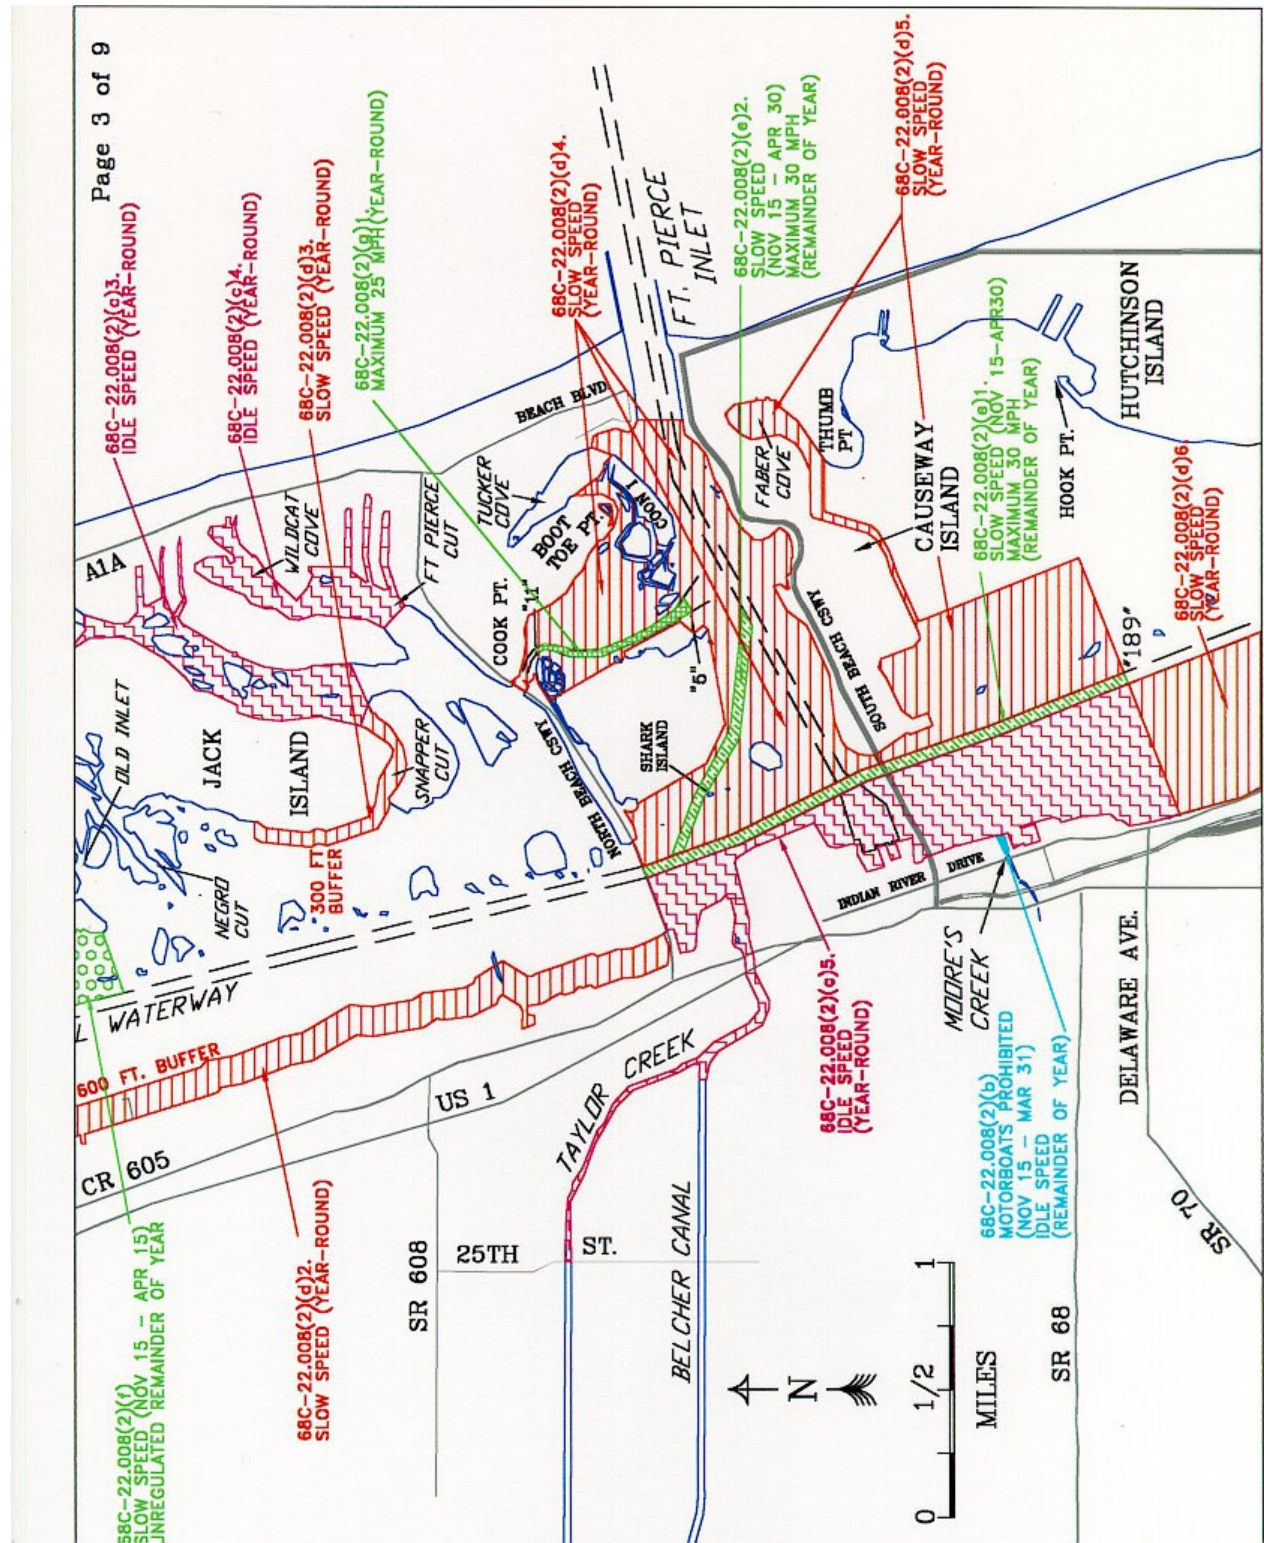 Page 3 of 9
68C-22.008(2)(c)3.
IDLE SPEED (YEAR-ROUND)
68C-22.008(2)(c)4.
IDLE SPEED (YEAR-ROUND)
68C-22.008(2)(d)3.
SLOW SPEED (YEAR-ROUND)
68C-22.008(2)(g)1.
MAXIMUM 25 MPH(YEAR-ROUND)
68C-22.008(2)(d)4.
SLOW SPEED
(YEAR-ROUND)
FT. PIERCE
INLET
68C-22.008(2)(e)2.
SLOW SPEED
(NOV 15 - APR 30)
MAXIMUM 30 MPH
(REMAINDER OF YEAR)
68C-22.008(2)(d)5.
SLOW SPEED
(YEAR-ROUND)
A1A
WILDCAT
COVE
FT PIERCE
CUT
BEACH BLVD.
TUCKER
COVE
BOOT
TOE PT.
COON I
COOK PT.
"11"
"5"
FABER
COVE
THUMB
PT
CAUSEWAY
ISLAND
HOOK PT.
HUTCHINSON
ISLAND
68C-22.008(2)(e)1.
SLOW SPEED (NOV 15-APR30)
MAXIMUM 30 MPH
(REMAINDER OF YEAR)
68C-22.008(2)(d)6.
SLOW SPEED
(YEAR-ROUND)
"189"
OLD INLET
JACK
ISLAND
SNAPPER
CUT
NEGRO
CUT
300 FT
BUFFER
NORTH BEACH CSWY
SHARK
ISLAND
SOUTH BEACH CSWY
INDIAN RIVER DRIVE
L WATERWAY
600 FT. BUFFER
CR 605
US 1
TAYLOR CREEK
68C-22.008(2)(c)5.
IDLE SPEED
(YEAR-ROUND)
MOORE'S
CREEK
68C-22.008(2)(b)
MOTORBOATS PROHIBITED
(NOV 15 - MAR 31)
IDLE SPEED
(REMAINDER OF YEAR)
DELAWARE AVE.
SR 70
68C-22.008(2)(f)
SLOW SPEED (NOV 15 - APR 15)
UNREGULATED REMAINDER OF YEAR
68C-22.008(2)(d)2.
SLOW SPEED (YEAR-ROUND)
SR 608
25TH ST.
BELCHER CANAL
N
0 1/2 1
MILES
SR 68